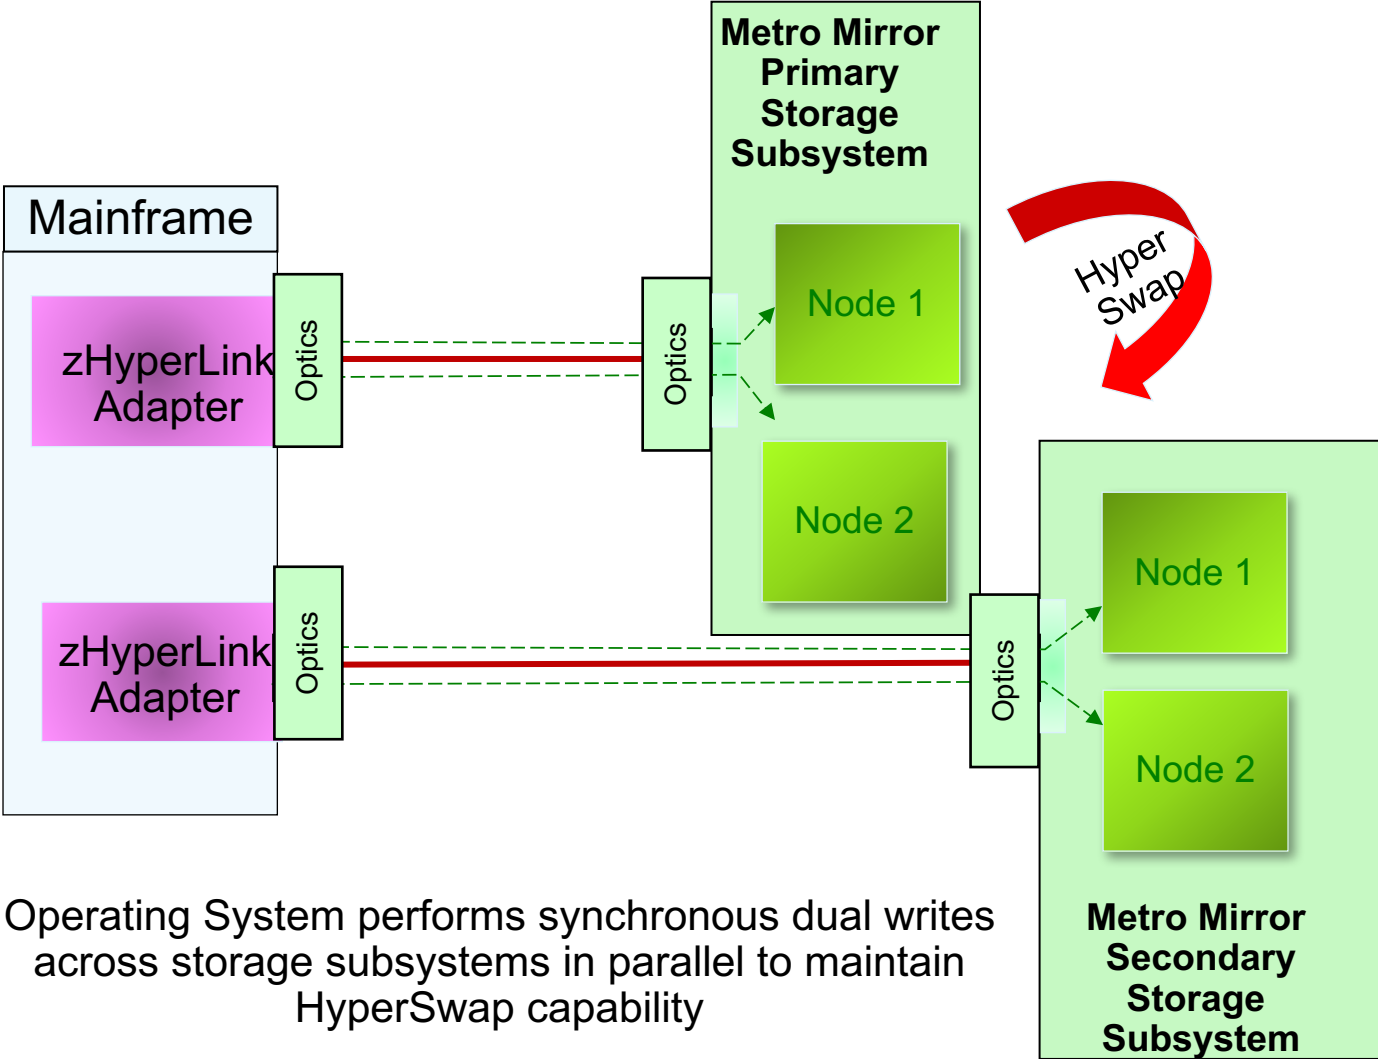 Metro Mirror
Primary
Storage
Subsystem
Mainframe
zHyperLink
Adapter
Optics
Optics
Node 1
Node 2
Hyper
Swap
zHyperLink
Adapter
Optics
Optics
Node 1
Node 2
Operating System performs synchronous dual writes
across storage subsystems in parallel to maintain
HyperSwap capability
Metro Mirror
Secondary
Storage
Subsystem